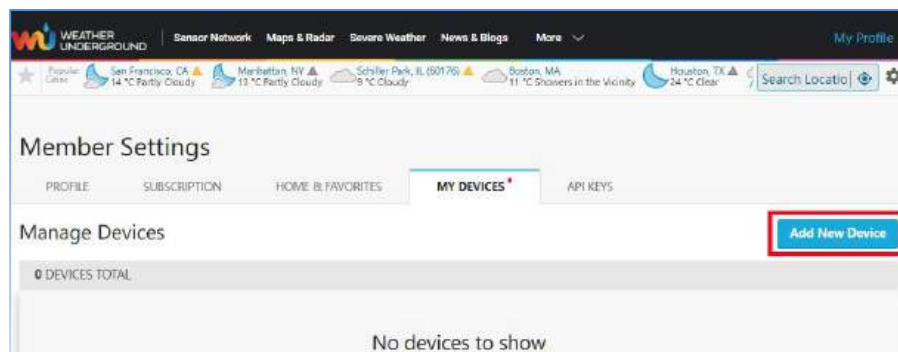 WEATHER UNDERGROUND
Sensor Network Maps & Radar Severe Weather News & Blogs More My Profile
Popular Cities
San Francisco, CA
14 °C Partly Cloudy
Manhattan, NY
13 °C Partly Cloudy
Schiller Park, IL (60176)
9 °C Cloudy
Boston, MA
11 °C Showers in the Vicinity
Houston, TX
24 °C Clear
Search Locatio
Member Settings
PROFILE SUBSCRIPTION HOME & FAVORITES MY DEVICES * API KEYS
Manage Devices
Add New Device
0 DEVICES TOTAL
No devices to show